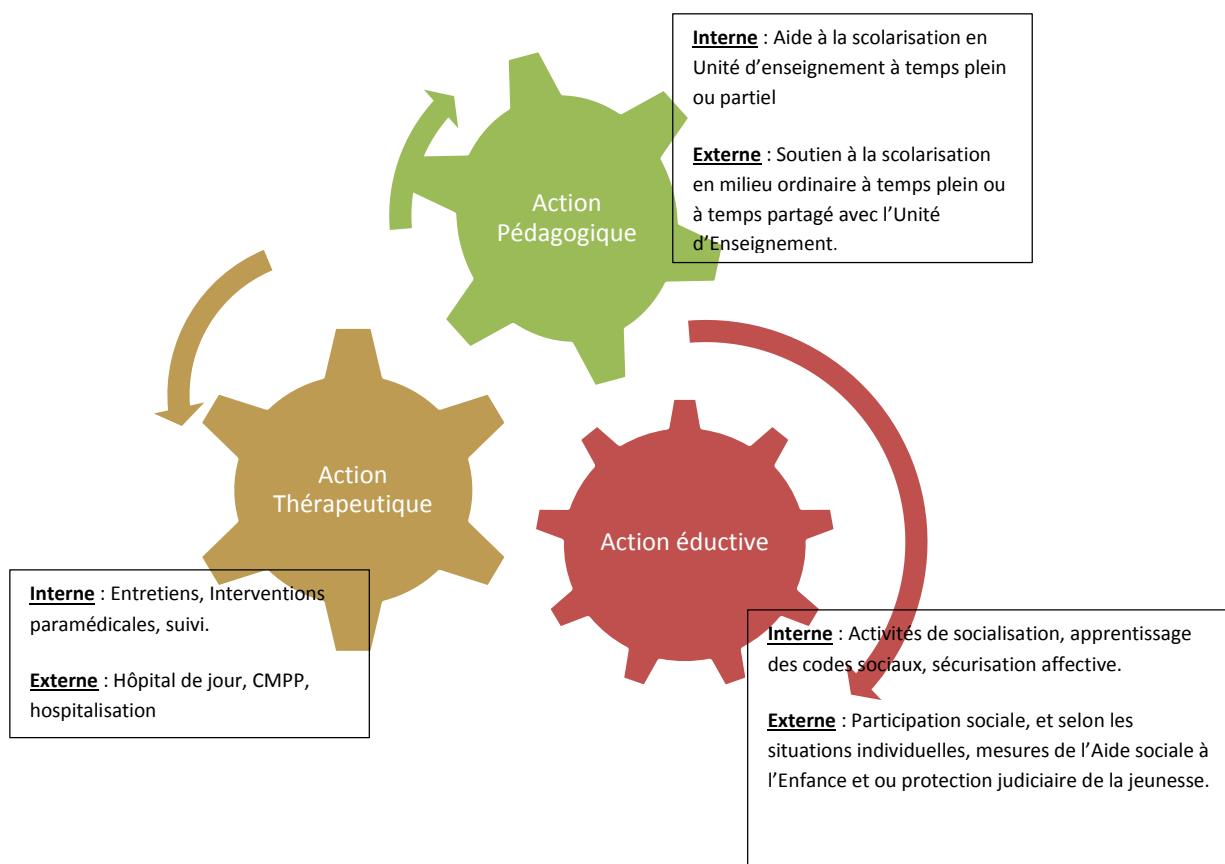 Interne : Aide à la scolarisation en
Unité d'enseignement à temps plein
ou partiel
Externe : Soutien à la scolarisation
en milieu ordinaire à temps plein ou
à temps partagé avec l'Unité
d'Enseignement.
Action
Pédagogique
Action
Thérapeutique
Action éductive
Interne : Entretiens, Interventions
paramédicales, suivi.
Externe : Hôpital de jour, CMPP,
hospitalisation
Interne : Activités de socialisation, apprentissage
des codes sociaux, sécurisation affective.
Externe : Participation sociale, et selon les
situations individuelles, mesures de l'Aide sociale à
l'Enfance et ou protection judiciaire de la jeunesse.